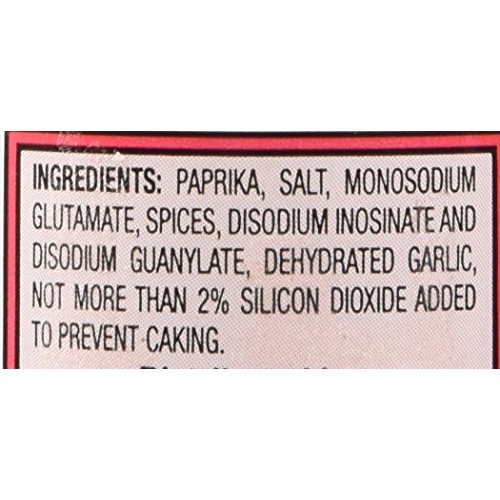 INGREDIENTS: PAPRIKA, SALT, MONOSODIUM
GLUTAMATE, SPICES, DISODIUM INOSINATE AND
DISODIUM GUANYLATE, DEHYDRATED GARLIC,
NOT MORE THAN 2% SILICON DIOXIDE ADDED
TO PREVENT CAKING.